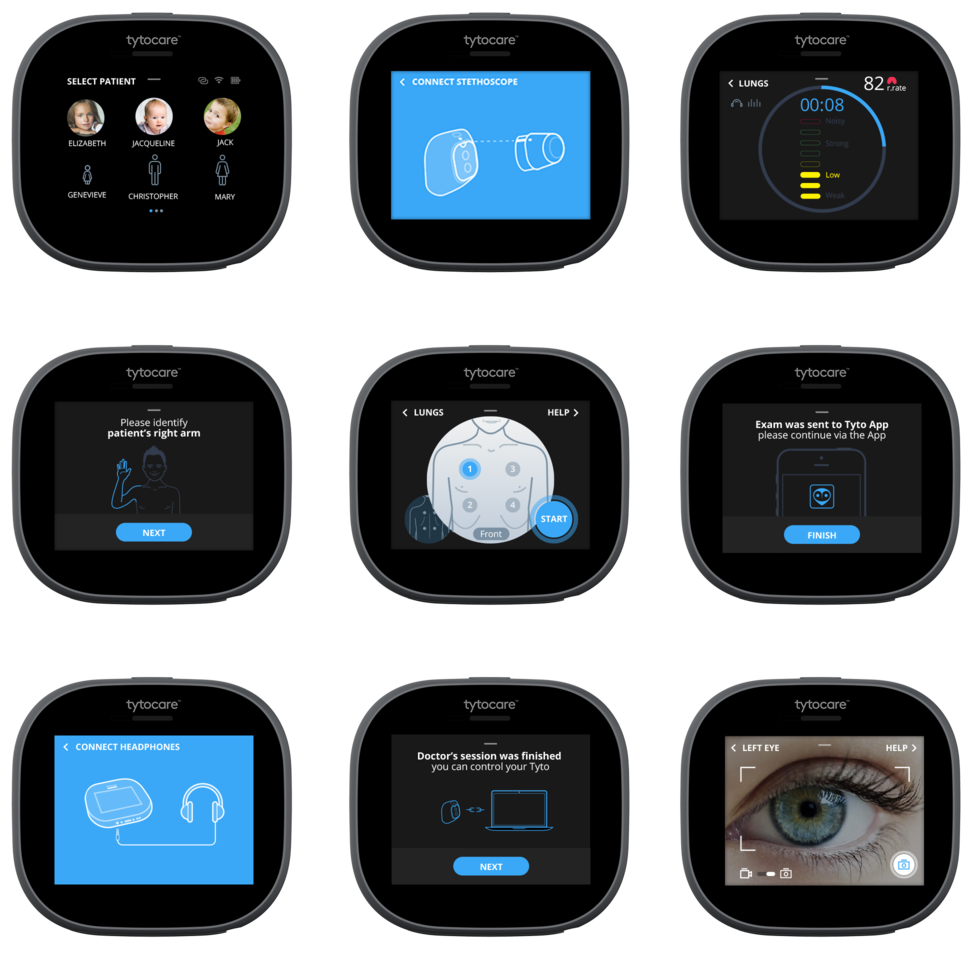 tytocare™
SELECT PATIENT
ELIZABETH
JACQUELINE
JACK
GENEVIEVE
CHRISTOPHER
MARY
tytocare™
CONNECT STETHOSCOPE
tytocare™
LUNGS
82 r.rate
00:08
Noisy
Strong
Low
Weak
tytocare™
Please identify
patient's right arm
NEXT
tytocare™
LUNGS
HELP
1
3
2
4
START
Front
tytocare™
Exam was sent to Tyto App
please continue via the App
FINISH
tytocare™
CONNECT HEADPHONES
tytocare™
Doctor's session was finished
you can control your Tyto
NEXT
tytocare™
LEFT EYE
HELP